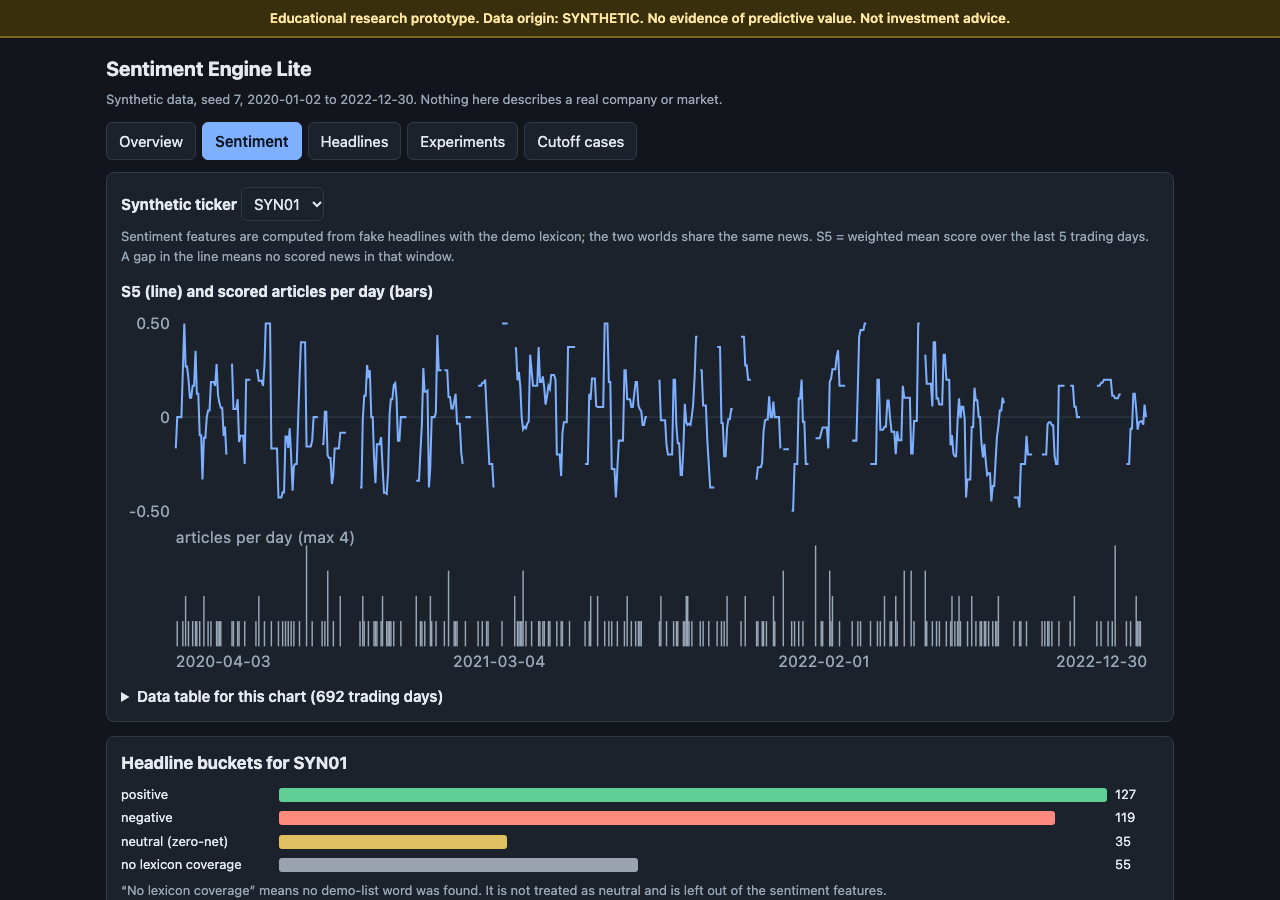 Educational research prototype. Data origin: SYNTHETIC. No evidence of predictive value. Not investment advice.
Sentiment Engine Lite
Synthetic data, seed 7, 2020-01-02 to 2022-12-30. Nothing here describes a real company or market.
Overview
Sentiment
Headlines
Experiments
Cutoff cases
Synthetic ticker SYN01
Sentiment features are computed from fake headlines with the demo lexicon; the two worlds share the same news. S5 = weighted mean score over the last 5 trading days.
A gap in the line means no scored news in that window.
S5 (line) and scored articles per day (bars)
0.50
0
-0.50
articles per day (max 4)
2020-04-03 2021-03-04 2022-02-01 2022-12-30
Data table for this chart (692 trading days)
Headline buckets for SYN01
positive 127
negative 119
neutral (zero-net) 35
no lexicon coverage 55
“No lexicon coverage” means no demo-list word was found. It is not treated as neutral and is left out of the sentiment features.